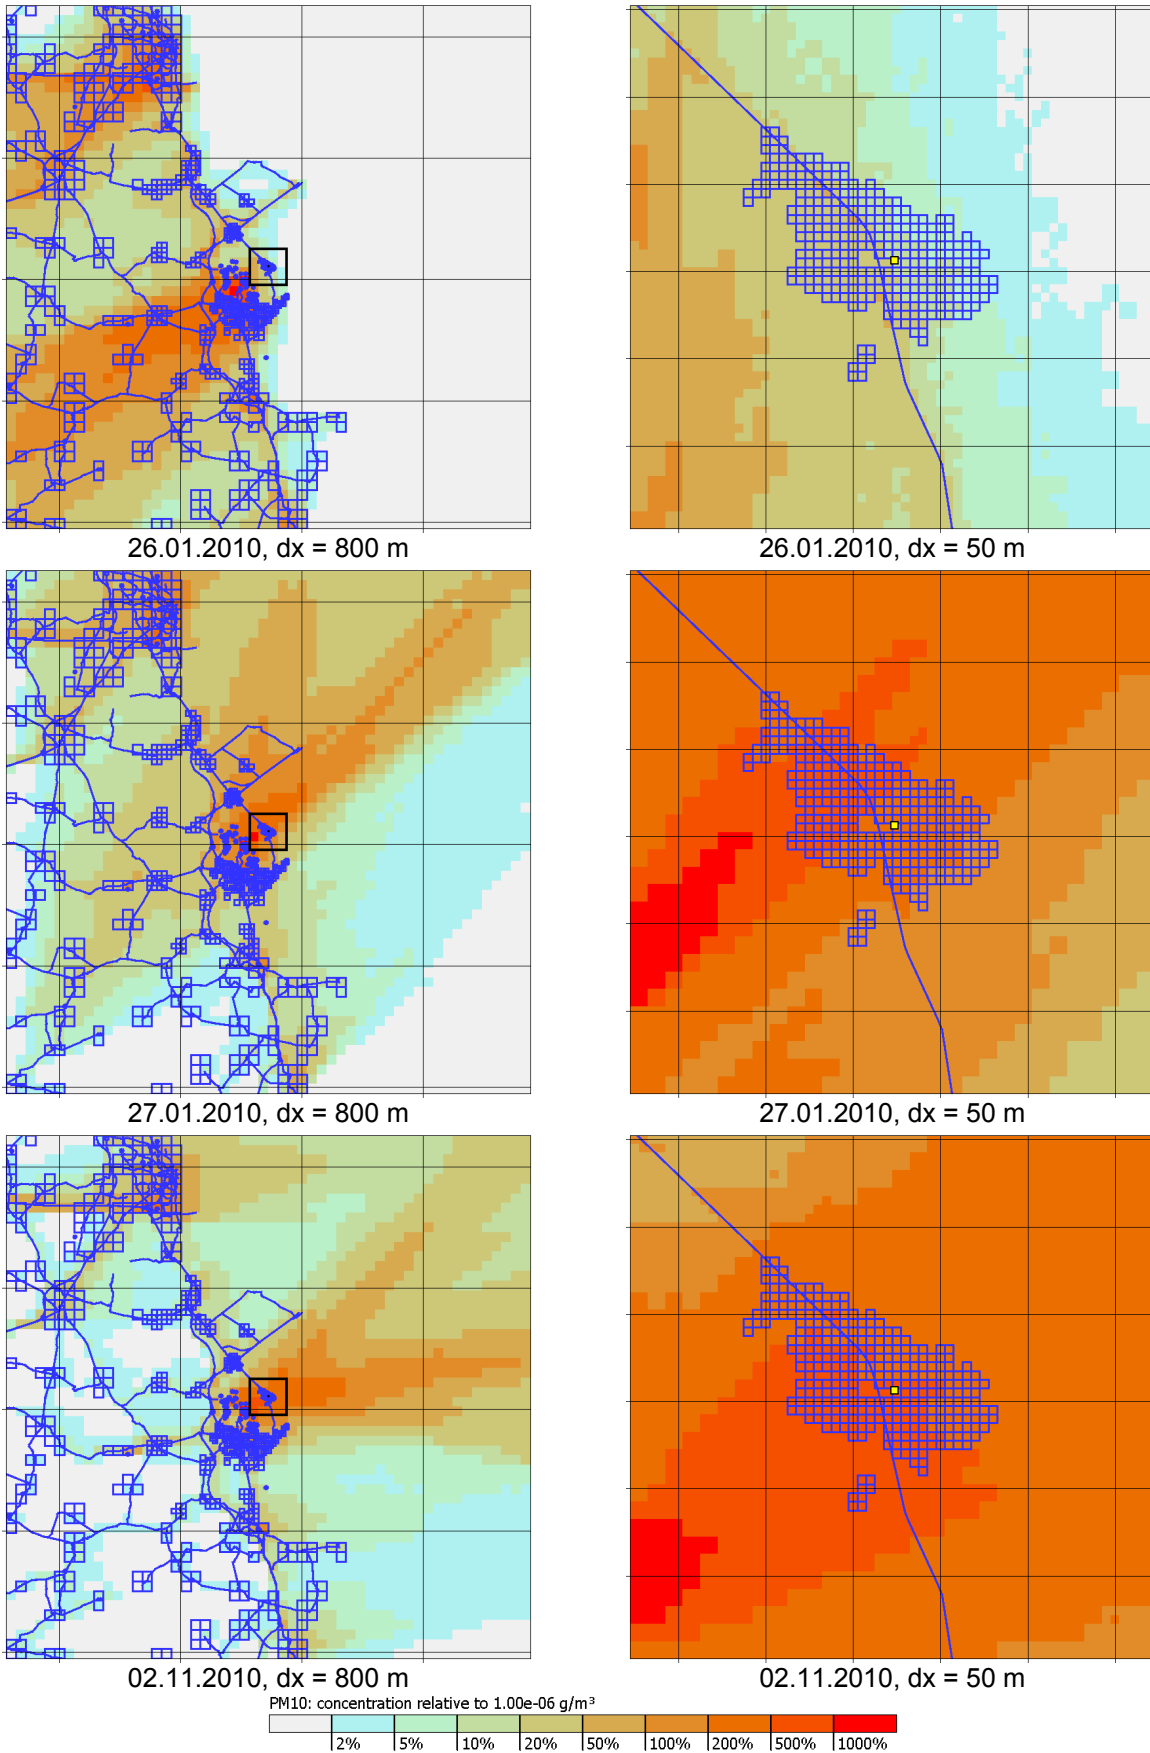 26.01.2010, dx = 800 m
26.01.2010, dx = 50 m
27.01.2010, dx = 800 m
27.01.2010, dx = 50 m
02.11.2010, dx = 800 m
02.11.2010, dx = 50 m
PM10: concentration relative to 1.00e-06 g/m³
2% 5% 10% 20% 50% 100% 200% 500% 1000%